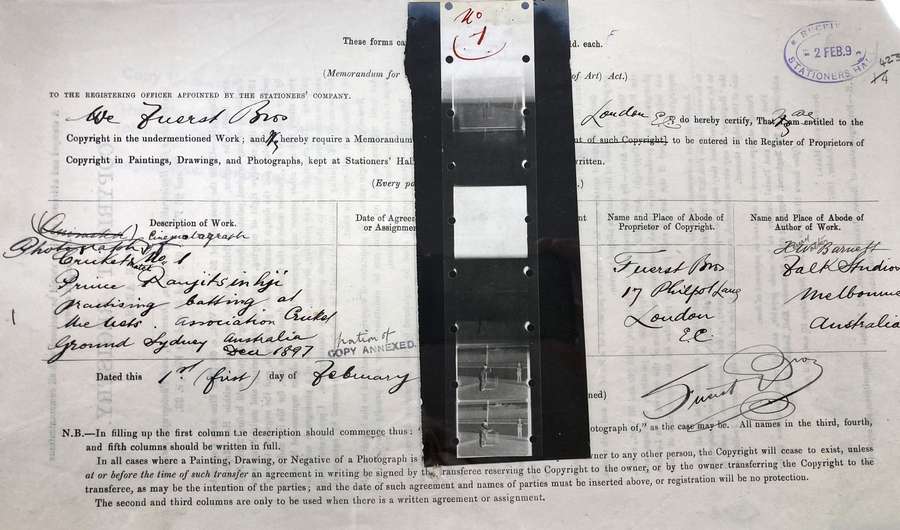 No
1
RECEIVED
2 FEB. 9
STATIONERS' HALL
423
/4
These forms ca
ld. each.
(Memorandum for
of Art) Act.)
TO THE REGISTERING OFFICER APPOINTED BY THE STATIONERS' COMPANY.
We Fuerst Bros
London E.C. do hereby certify, That we are entitled to the
Copyright in the undermentioned Work; and hereby require a Memorandum
nt of such Copyright] to be entered in the Register of Proprietors of
Copyright in Paintings, Drawings, and Photographs, kept at Stationers' Hal
written.
(Every po
.)
Description of Work.
Date of Agree
or Assignment
ent
Name and Place of Abode of
Proprietor of Copyright.
Name and Place of Abode of
Author of Work.
(Animated)
Photograph
Cinematograph
Cricket No. 1
Prince Ranjitsinhji
practising batting at
the nets. Association Cricket
Ground Sydney Australia
Dec 1897
portion of
COPY ANNEXED.
Fuerst Bros
17 Philpot Lane
London
E.C
Barnett
Falk Studios
Melbourne
Australia
Dated this 1st (first) day of February
ned)
Fuerst Bros
N.B.—In filling up the first column the description should commence thus: "
otograph of," as the case may be. All names in the third, fourth,
and fifth columns should be written in full.
In all cases where a Painting, Drawing, or Negative of a Photograph is
owner to any other person, the Copyright will cease to exist, unless
at or before the time of such transfer an agreement in writing be signed by the transferee reserving the Copyright to the owner, or by the owner transferring the Copyright to the
transferee, as may be the intention of the parties; and the date of such agreement and names of parties must be inserted above, or registration will be no protection.
The second and third columns are only to be used when there is a written agreement or assignment.